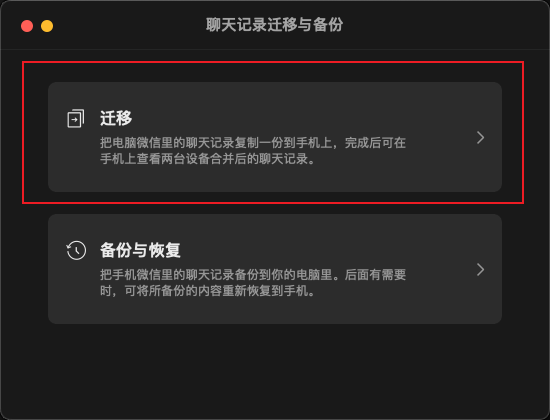 聊天记录迁移与备份
迁移
把电脑微信里的聊天记录复制一份到手机上，完成后可在
手机上查看两台设备合并后的聊天记录。
备份与恢复
把手机微信里的聊天记录备份到你的电脑里。后面有需要
时，可将所备份的内容重新恢复到手机。